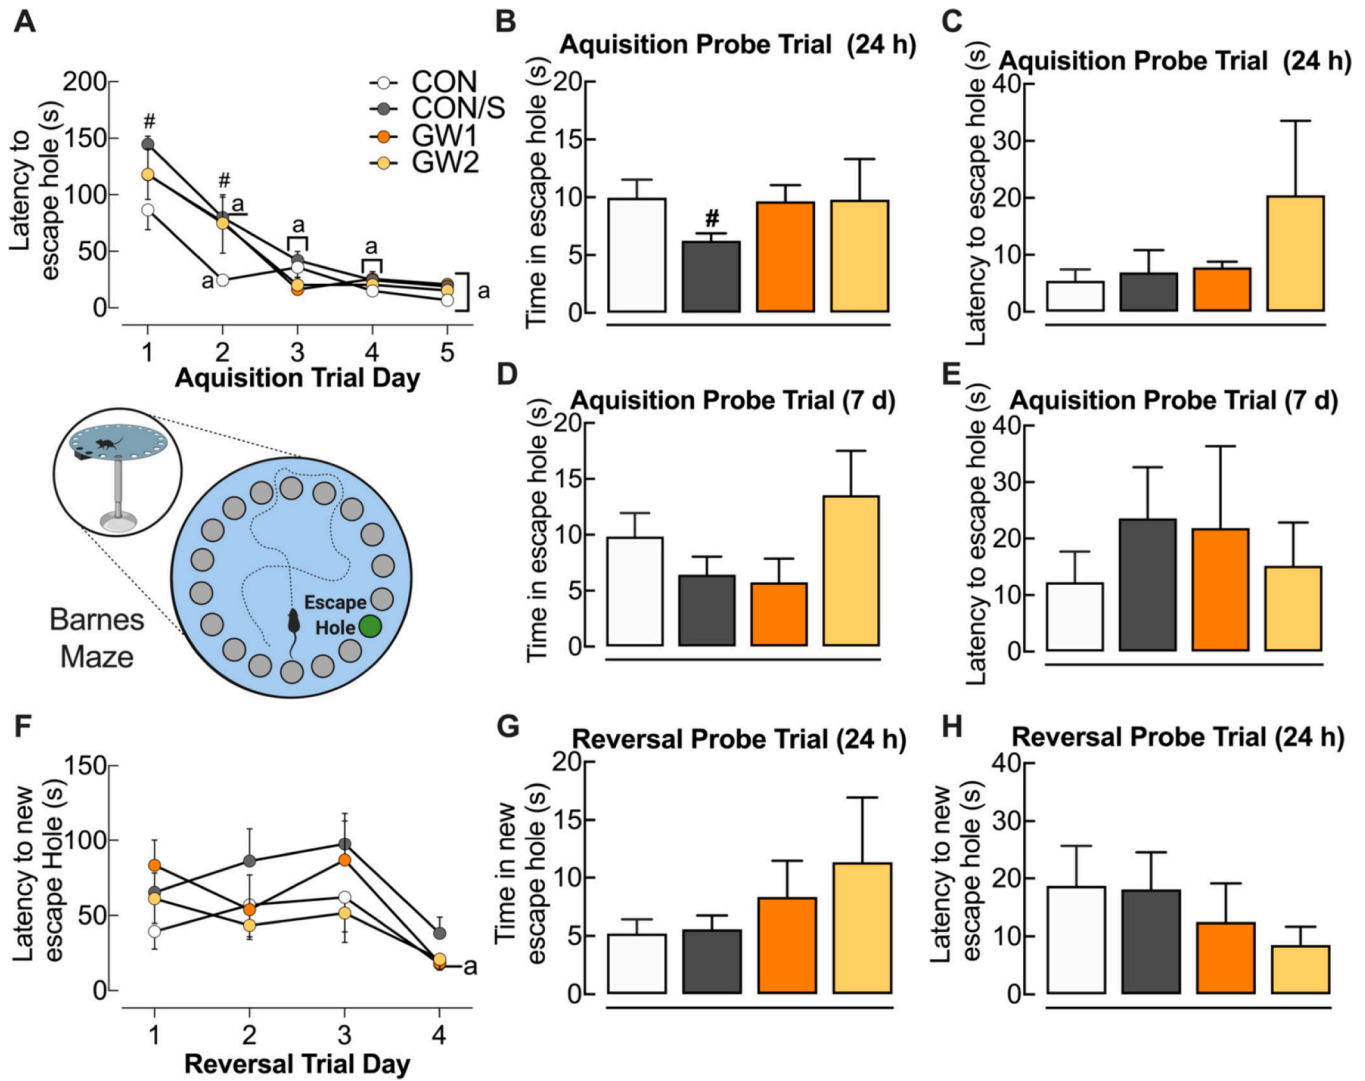 A
Latency to
escape hole (s)
200
150
100
50
0
#
#
a
a
a
a
a
CON
CON/S
GW1
GW2
1 2 3 4 5
Aquisition Trial Day
B
Aquisition Probe Trial (24 h)
Time in escape hole (s)
20
15
10
5
0
#
C
Aquisition Probe Trial (24 h)
Latency to escape hole (s)
40
30
20
10
0
Barnes
Maze
Escape
Hole
D
Aquisition Probe Trial (7 d)
Time in escape hole (s)
20
15
10
5
0
E
Aquisition Probe Trial (7 d)
Latency to escape hole (s)
40
30
20
10
0
F
Latency to new
escape Hole (s)
150
100
50
0
a
1 2 3 4
Reversal Trial Day
G
Reversal Probe Trial (24 h)
Time in new
escape hole (s)
20
15
10
5
0
H
Reversal Probe Trial (24 h)
Latency to new
escape hole (s)
40
30
20
10
0